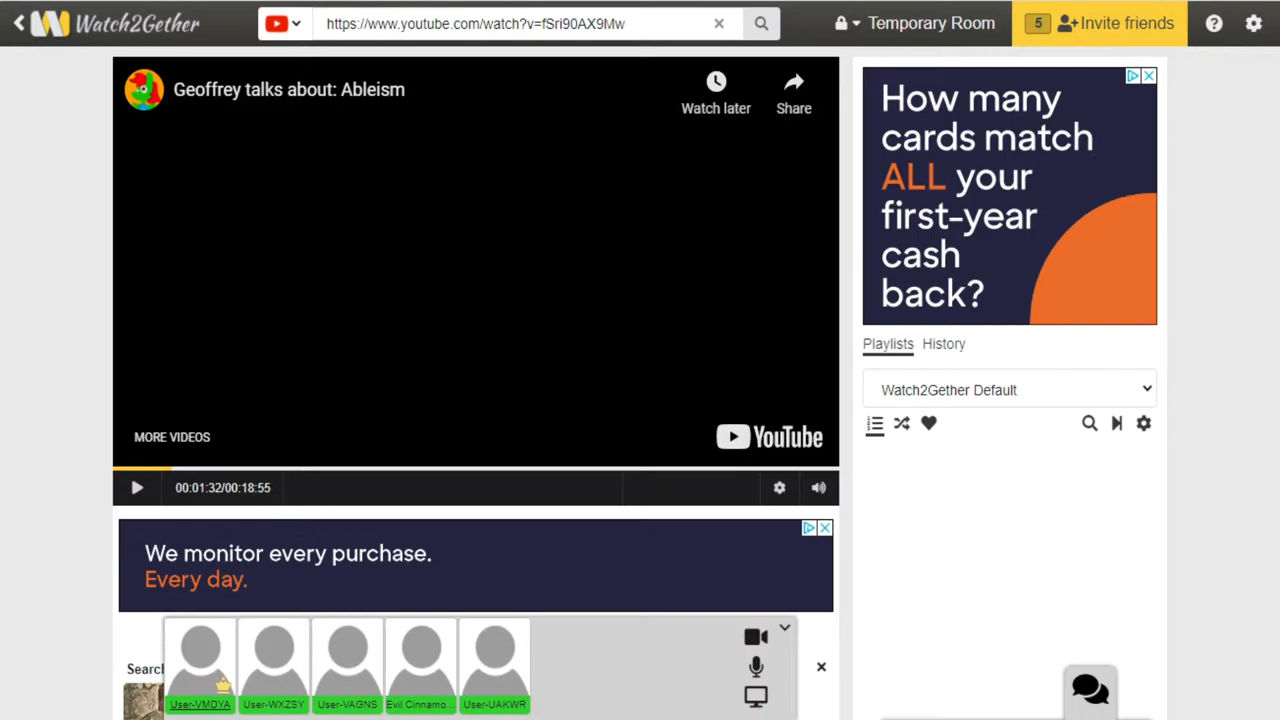 Watch2Gether
https://www.youtube.com/watch?v=fSri90AX9Mw
Temporary Room
5
Invite friends
Geoffrey talks about: Ableism
Watch later
Share
MORE VIDEOS
YouTube
00:01:32/00:18:55
How many
cards match
ALL your
first-year
cash
back?
Playlists
History
Watch2Gether Default
We monitor every purchase.
Every day.
User-VMDYA
User-WXZSY
User-VAGNS
Evil Cinnamo...
User-UAKWR